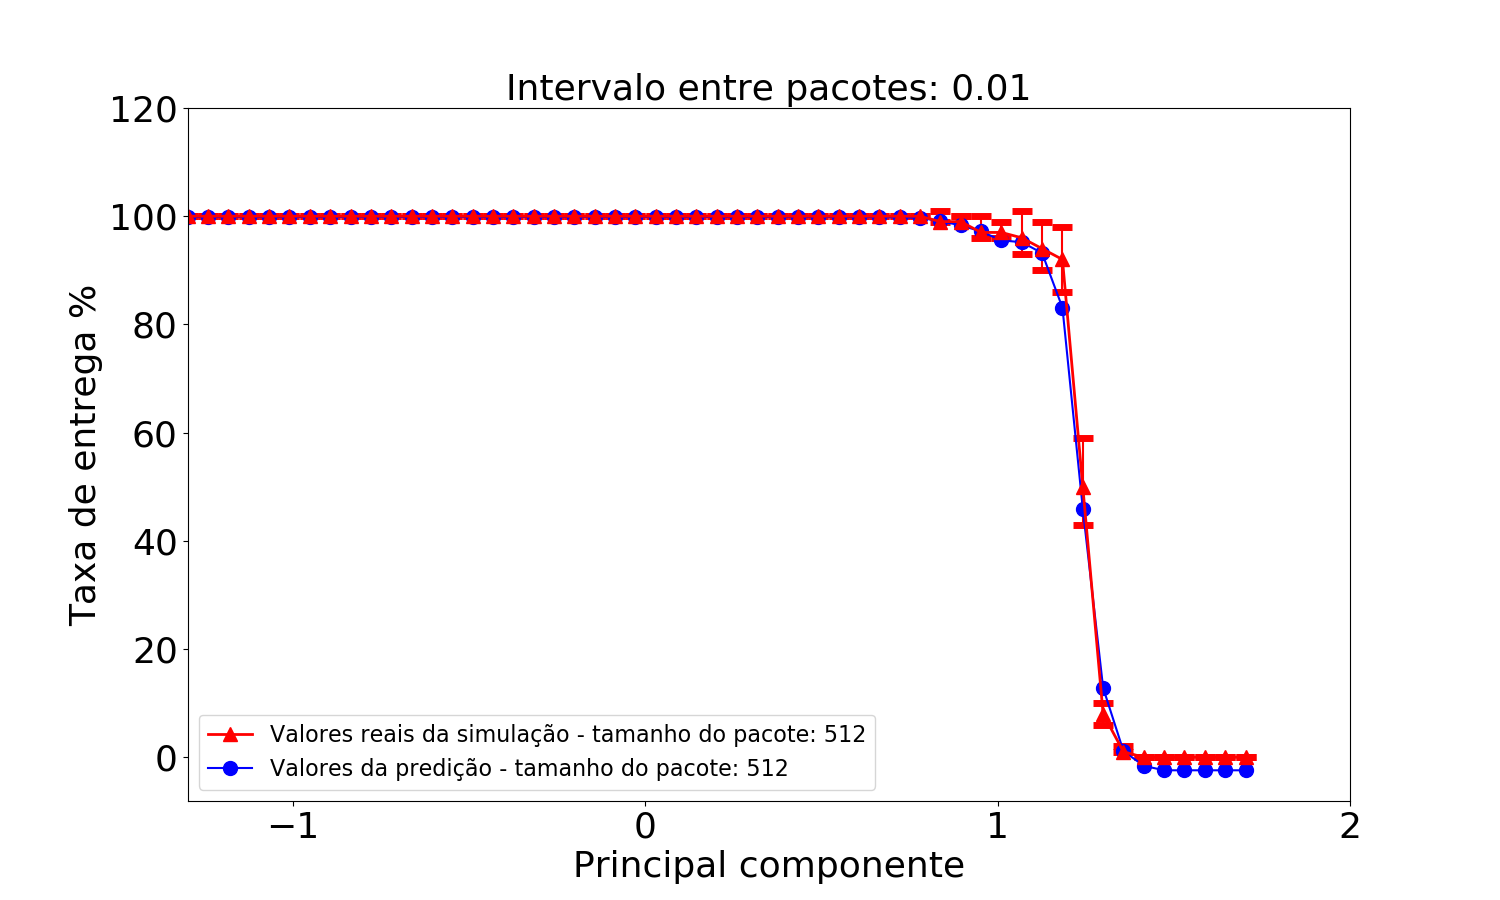 Intervalo entre pacotes: 0.01
120
100
80
60
40
20
0
Taxa de entrega %
Valores reais da simulação - tamanho do pacote: 512
Valores da predição - tamanho do pacote: 512
−1 0 1 2
Principal componente